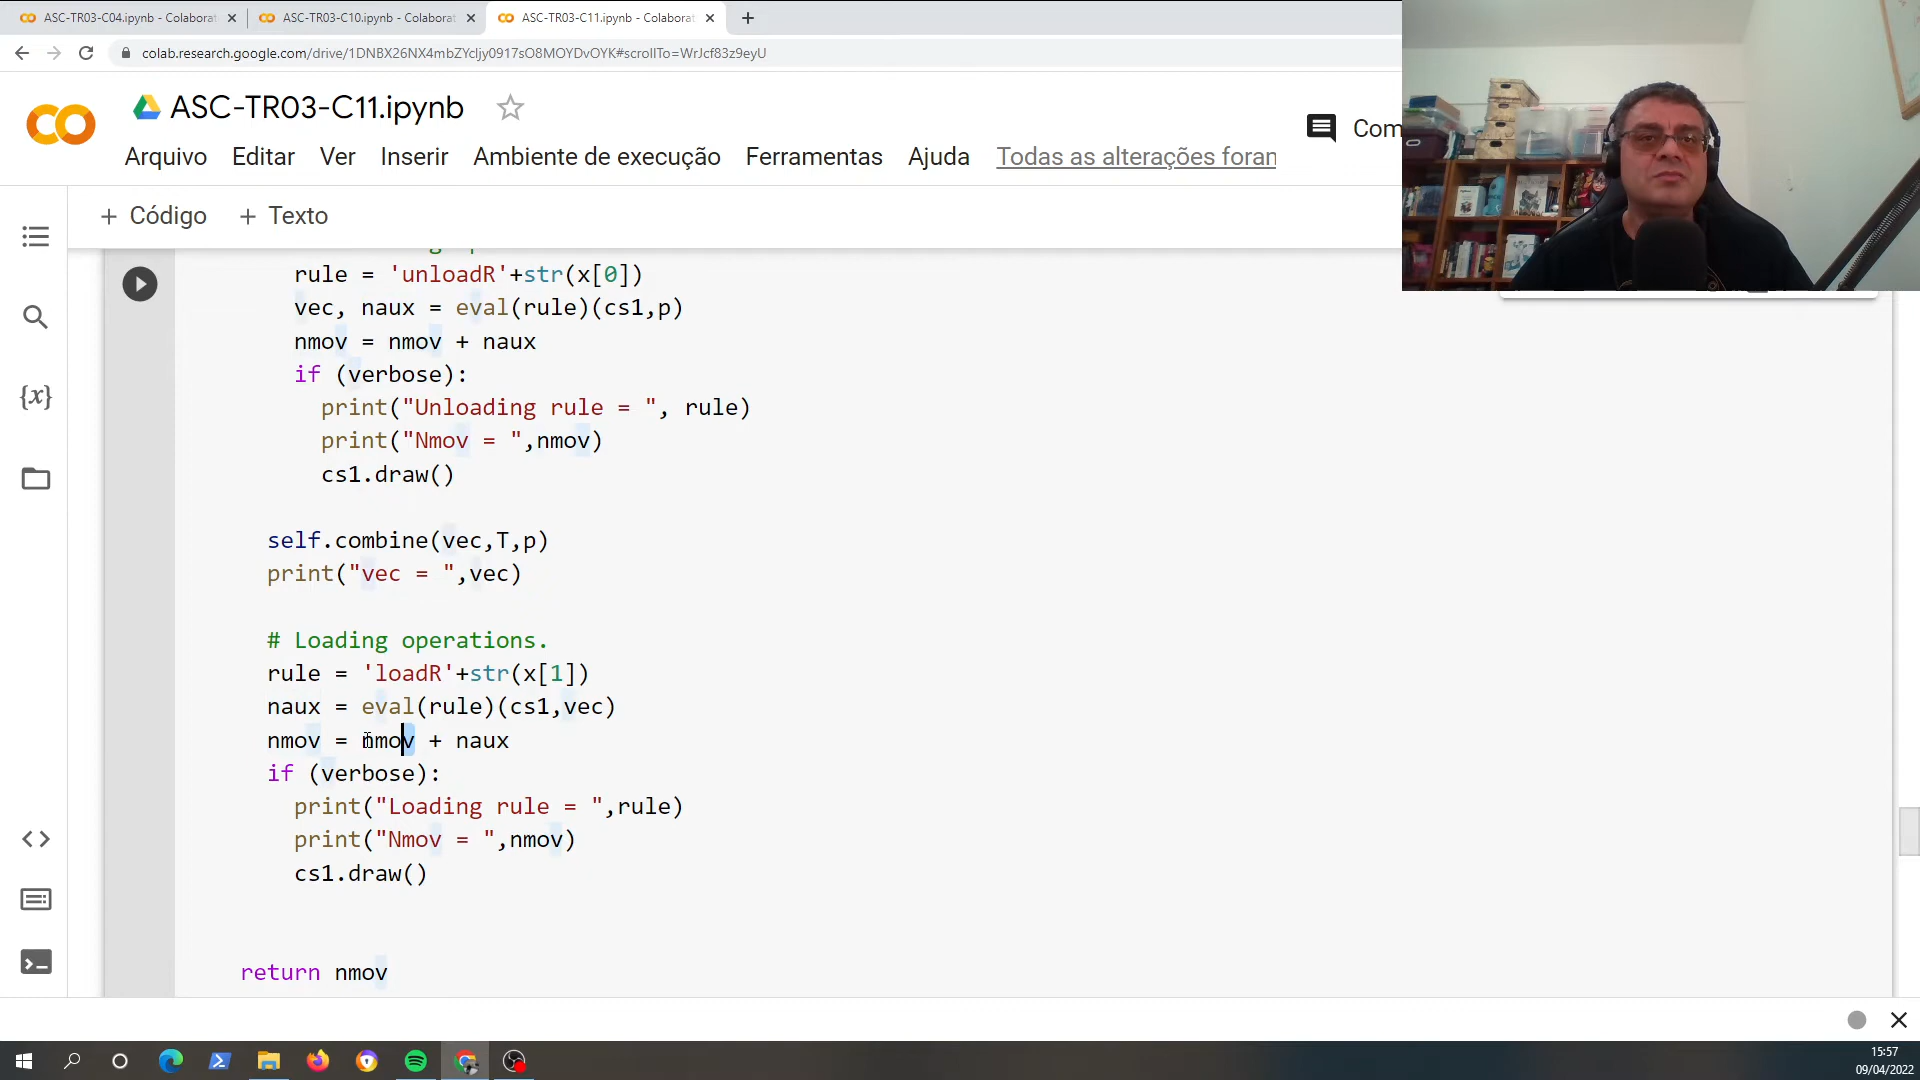 ASC-TR03-C04.ipynb - Colaborat
ASC-TR03-C10.ipynb - Colaborat
ASC-TR03-C11.ipynb - Colaborat
colab.research.google.com/drive/1DNBX26NX4mbZYcIjy0917sO8MOYDvOYK#scrollTo=WrJcf83z9eyU
ASC-TR03-C11.ipynb
Com
Arquivo Editar Ver Inserir Ambiente de execução Ferramentas Ajuda Todas as alterações foran
+ Código + Texto
rule = 'unloadR'+str(x[0])
vec, naux = eval(rule)(cs1,p)
nmov = nmov + naux
if (verbose):
print("Unloading rule = ", rule)
print("Nmov = ",nmov)
cs1.draw()
self.combine(vec,T,p)
print("vec = ",vec)
# Loading operations.
rule = 'loadR'+str(x[1])
naux = eval(rule)(cs1,vec)
nmov = nmov + naux
if (verbose):
print("Loading rule = ",rule)
print("Nmov = ",nmov)
cs1.draw()
return nmov
15:57
09/04/2022